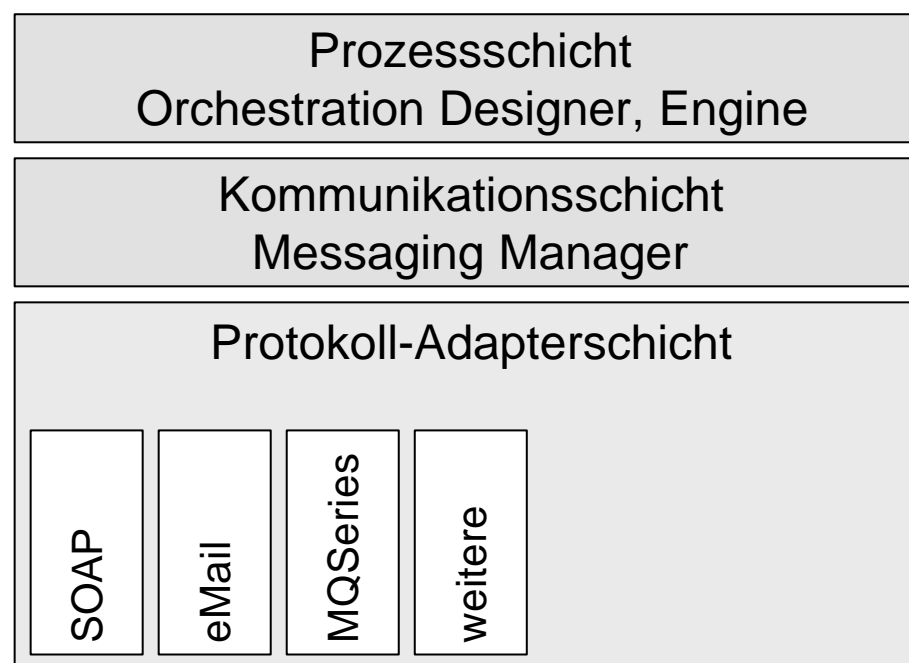 Prozessschicht
Orchestration Designer, Engine
Kommunikationsschicht
Messaging Manager
Protokoll-Adapterschicht
SOAP
eMail
MQSeries
weitere